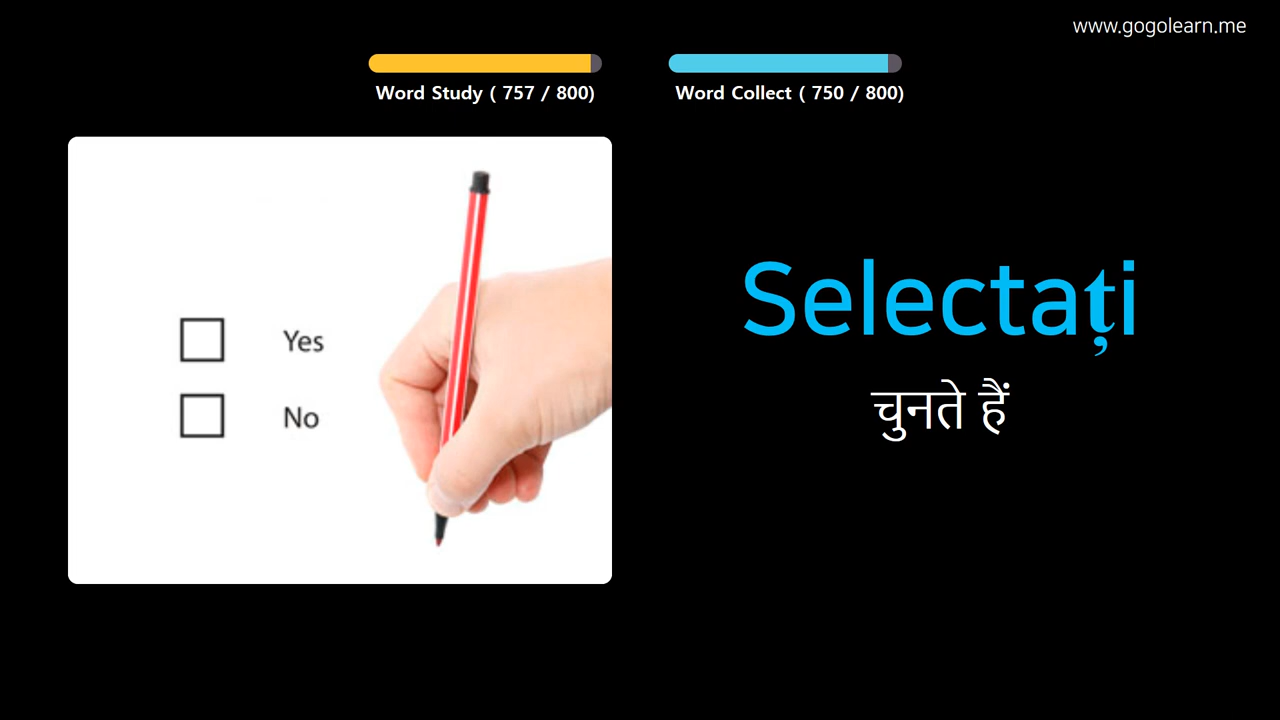 www.gogolearn.me
Word Study ( 757 / 800)
Word Collect ( 750 / 800)
Yes
No
Selectați
चुनते हैं